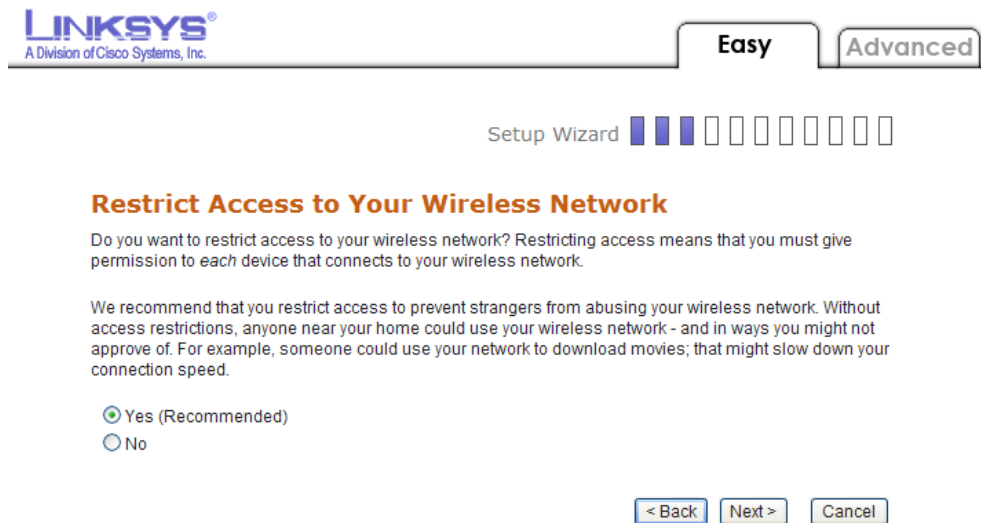 LINKSYS®
A Division of Cisco Systems, Inc.
Easy
Advanced
Setup Wizard
Restrict Access to Your Wireless Network
Do you want to restrict access to your wireless network? Restricting access means that you must give
permission to each device that connects to your wireless network.
We recommend that you restrict access to prevent strangers from abusing your wireless network. Without
access restrictions, anyone near your home could use your wireless network - and in ways you might not
approve of. For example, someone could use your network to download movies; that might slow down your
connection speed.
Yes (Recommended)
No
< Back
Next >
Cancel